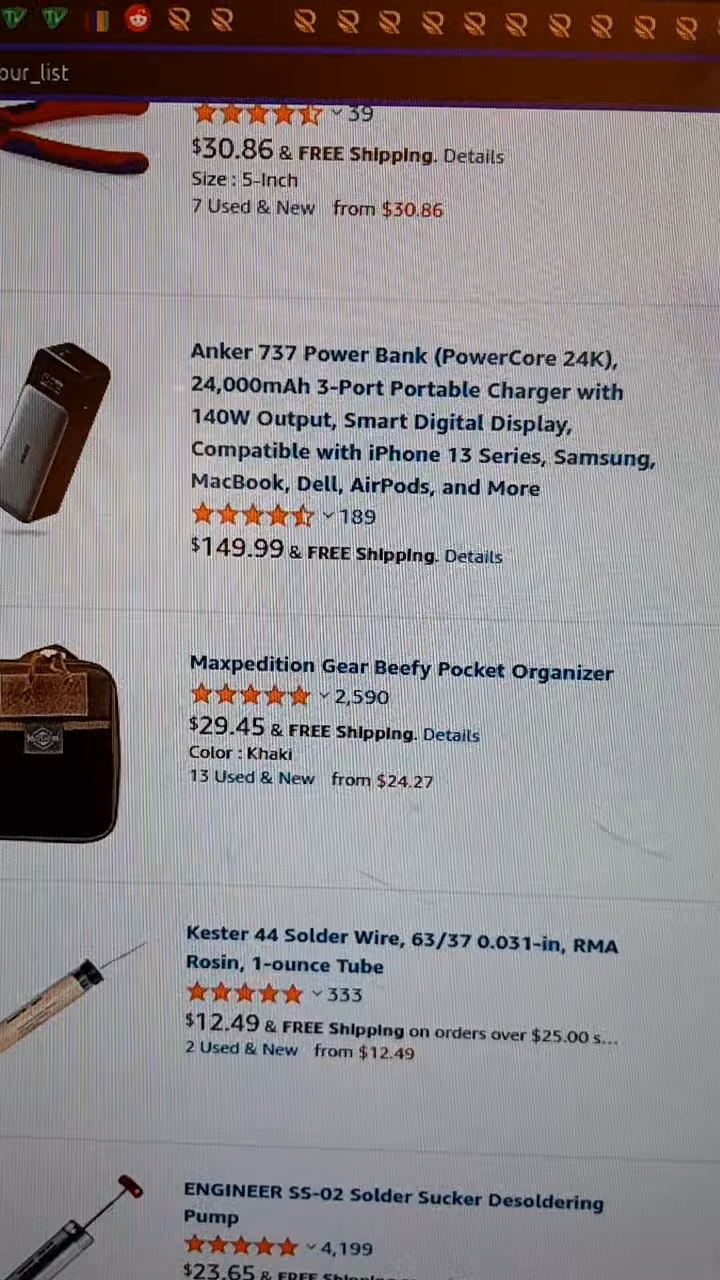 our_list
39
$30.86 & FREE Shipping. Details
Size : 5-Inch
7 Used & New from $30.86
Anker 737 Power Bank (PowerCore 24K),
24,000mAh 3-Port Portable Charger with
140W Output, Smart Digital Display,
Compatible with iPhone 13 Series, Samsung,
MacBook, Dell, AirPods, and More
189
$149.99 & FREE Shipping. Details
Maxpedition Gear Beefy Pocket Organizer
2,590
$29.45 & FREE Shipping. Details
Color : Khaki
13 Used & New from $24.27
Kester 44 Solder Wire, 63/37 0.031-in, RMA
Rosin, 1-ounce Tube
333
$12.49 & FREE Shipping on orders over $25.00 s...
2 Used & New from $12.49
ENGINEER SS-02 Solder Sucker Desoldering
Pump
4,199
$23.65 & FREE Shipping